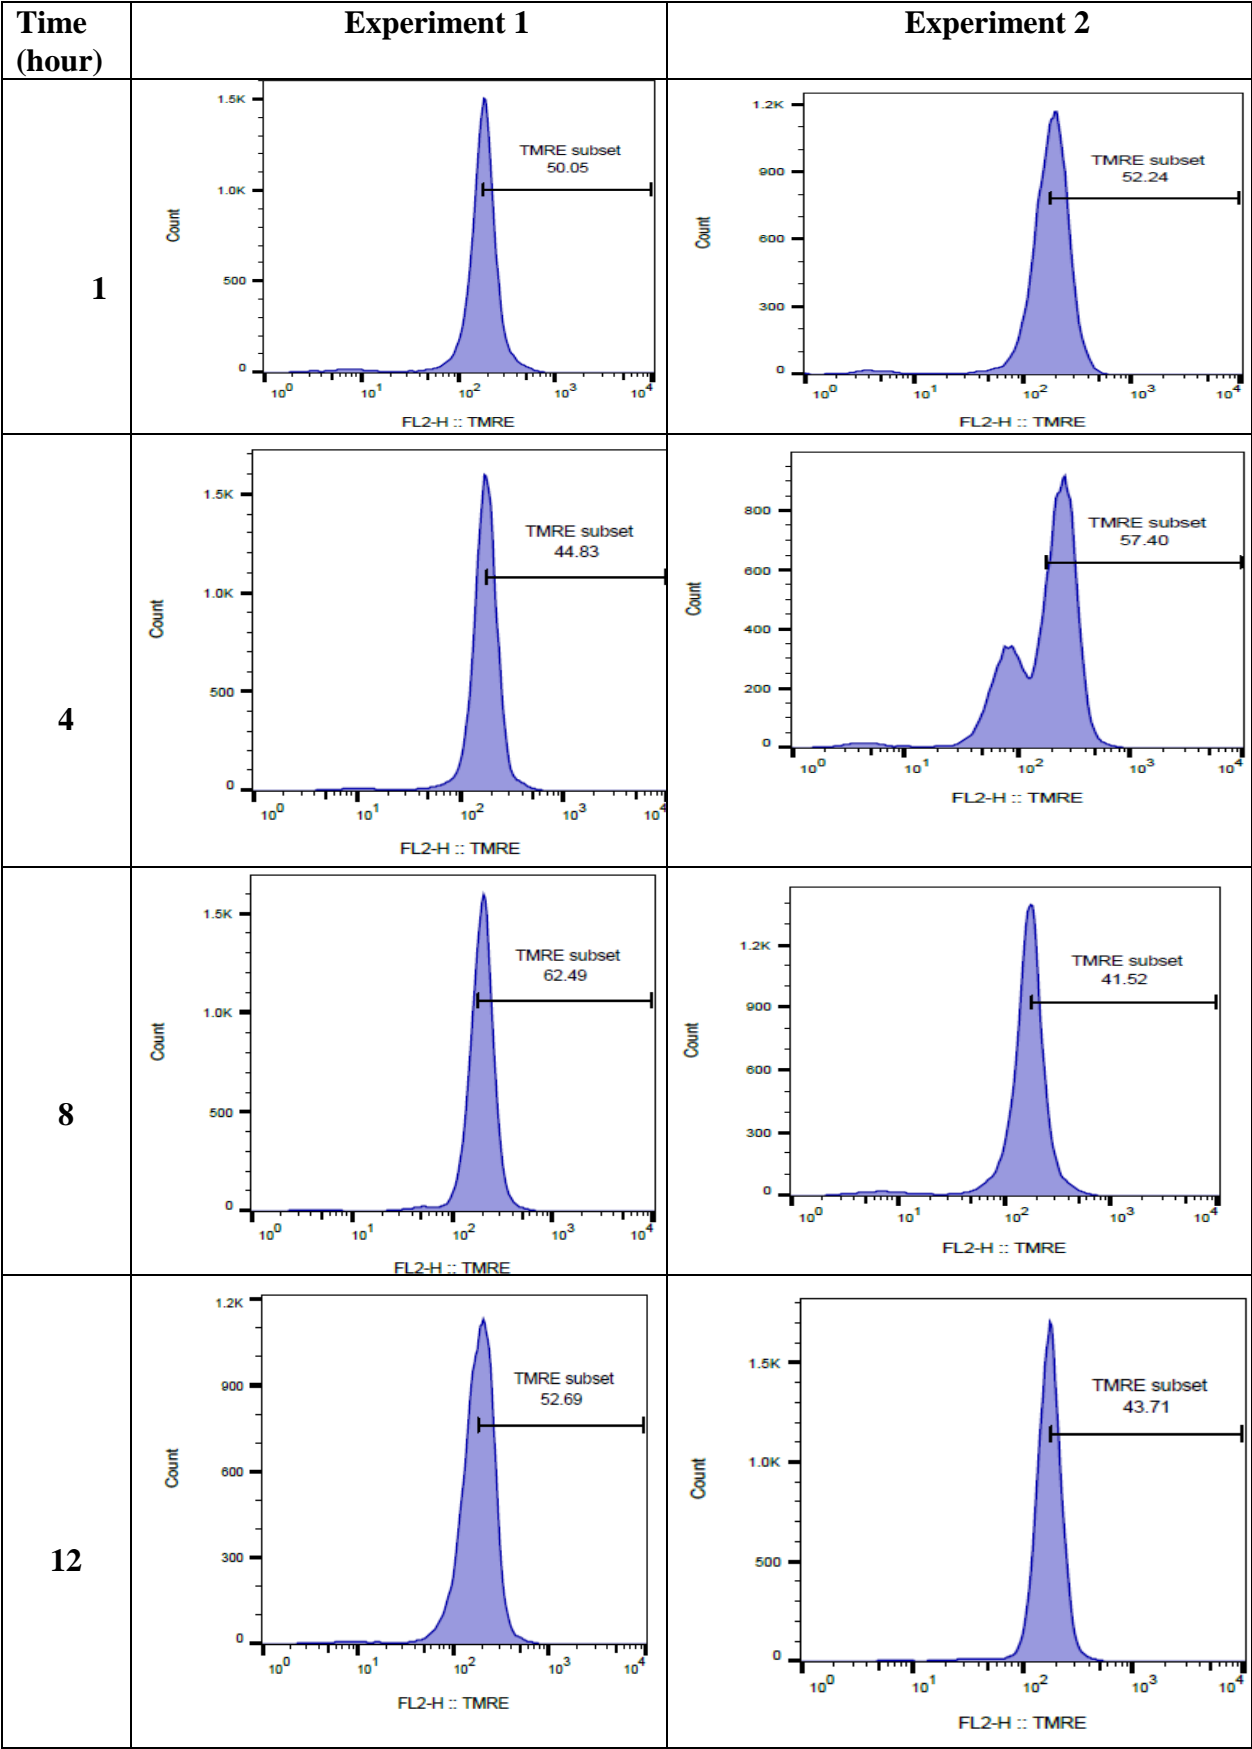 Time
(hour)
Experiment 1
Experiment 2
1
1.5K
1.0K
500
0
Count
TMRE subset
50.05
10^0 10^1 10^2 10^3 10^4
FL2-H :: TMRE
1.2K
900
600
300
0
Count
TMRE subset
52.24
10^0 10^1 10^2 10^3 10^4
FL2-H :: TMRE
4
1.5K
1.0K
500
0
Count
TMRE subset
44.83
10^0 10^1 10^2 10^3 10^4
FL2-H :: TMRE
800
600
400
200
0
Count
TMRE subset
57.40
10^0 10^1 10^2 10^3 10^4
FL2-H :: TMRE
8
1.5K
1.0K
500
0
Count
TMRE subset
62.49
10^0 10^1 10^2 10^3 10^4
FL2-H :: TMRE
1.2K
900
600
300
0
Count
TMRE subset
41.52
10^0 10^1 10^2 10^3 10^4
FL2-H :: TMRE
12
1.2K
900
600
300
0
Count
TMRE subset
52.69
10^0 10^1 10^2 10^3 10^4
FL2-H :: TMRE
1.5K
1.0K
500
0
Count
TMRE subset
43.71
10^0 10^1 10^2 10^3 10^4
FL2-H :: TMRE